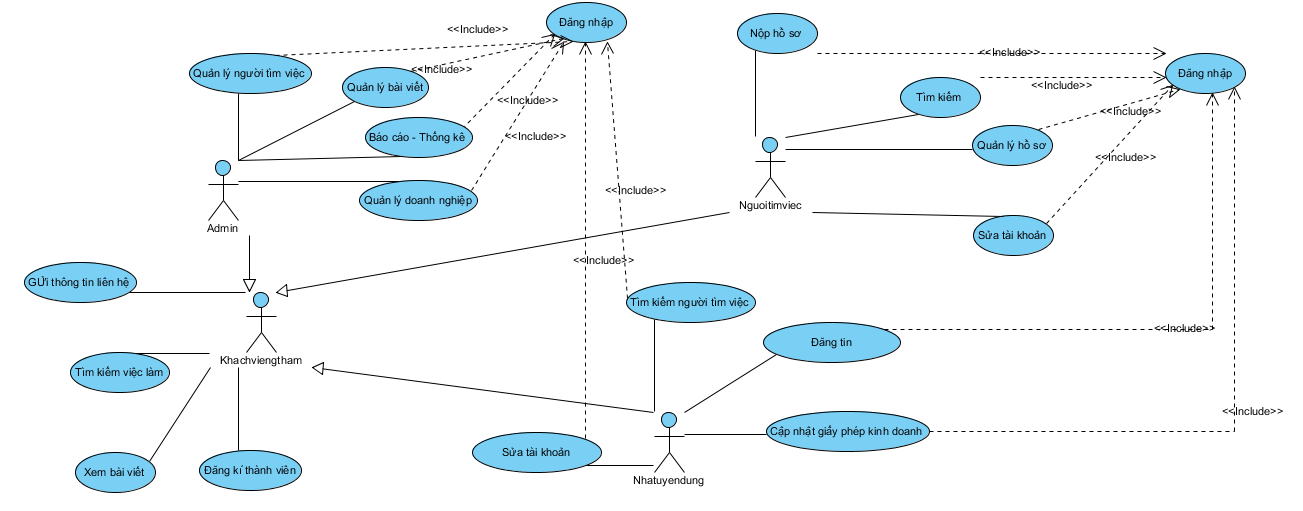 Đăng nhập
<<Include>>
Nộp hồ sơ
<<Include>>
Quản lý người tìm việc
<<Include>>
Đăng nhập
Quản lý bài viết
<<Include>>
Tìm kiếm
<<Include>>
<<Include>>
Báo cáo - Thống kê
<<Include>>
Quản lý hồ sơ
<<Include>>
Quản lý doanh nghiệp
<<Include>>
Nguoitimviec
Admin
Sửa tài khoản
<<Include>>
GỬi thông tin liên hệ
Tìm kiếm người tìm việc
<<Include>>
Đăng tin
Khachviengtham
Tìm kiếm việc làm
<<Include>>
Cập nhật giấy phép kinh doanh
Sửa tài khoản
Xem bài viết
Đăng kí thành viên
Nhatuyendung